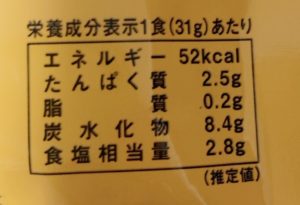 栄養成分表示1食(31g)あたり
エネルギー 52kcal
たんぱく質 2.5g
脂質 0.2g
炭水化物 8.4g
食塩相当量 2.8g
(推定値)